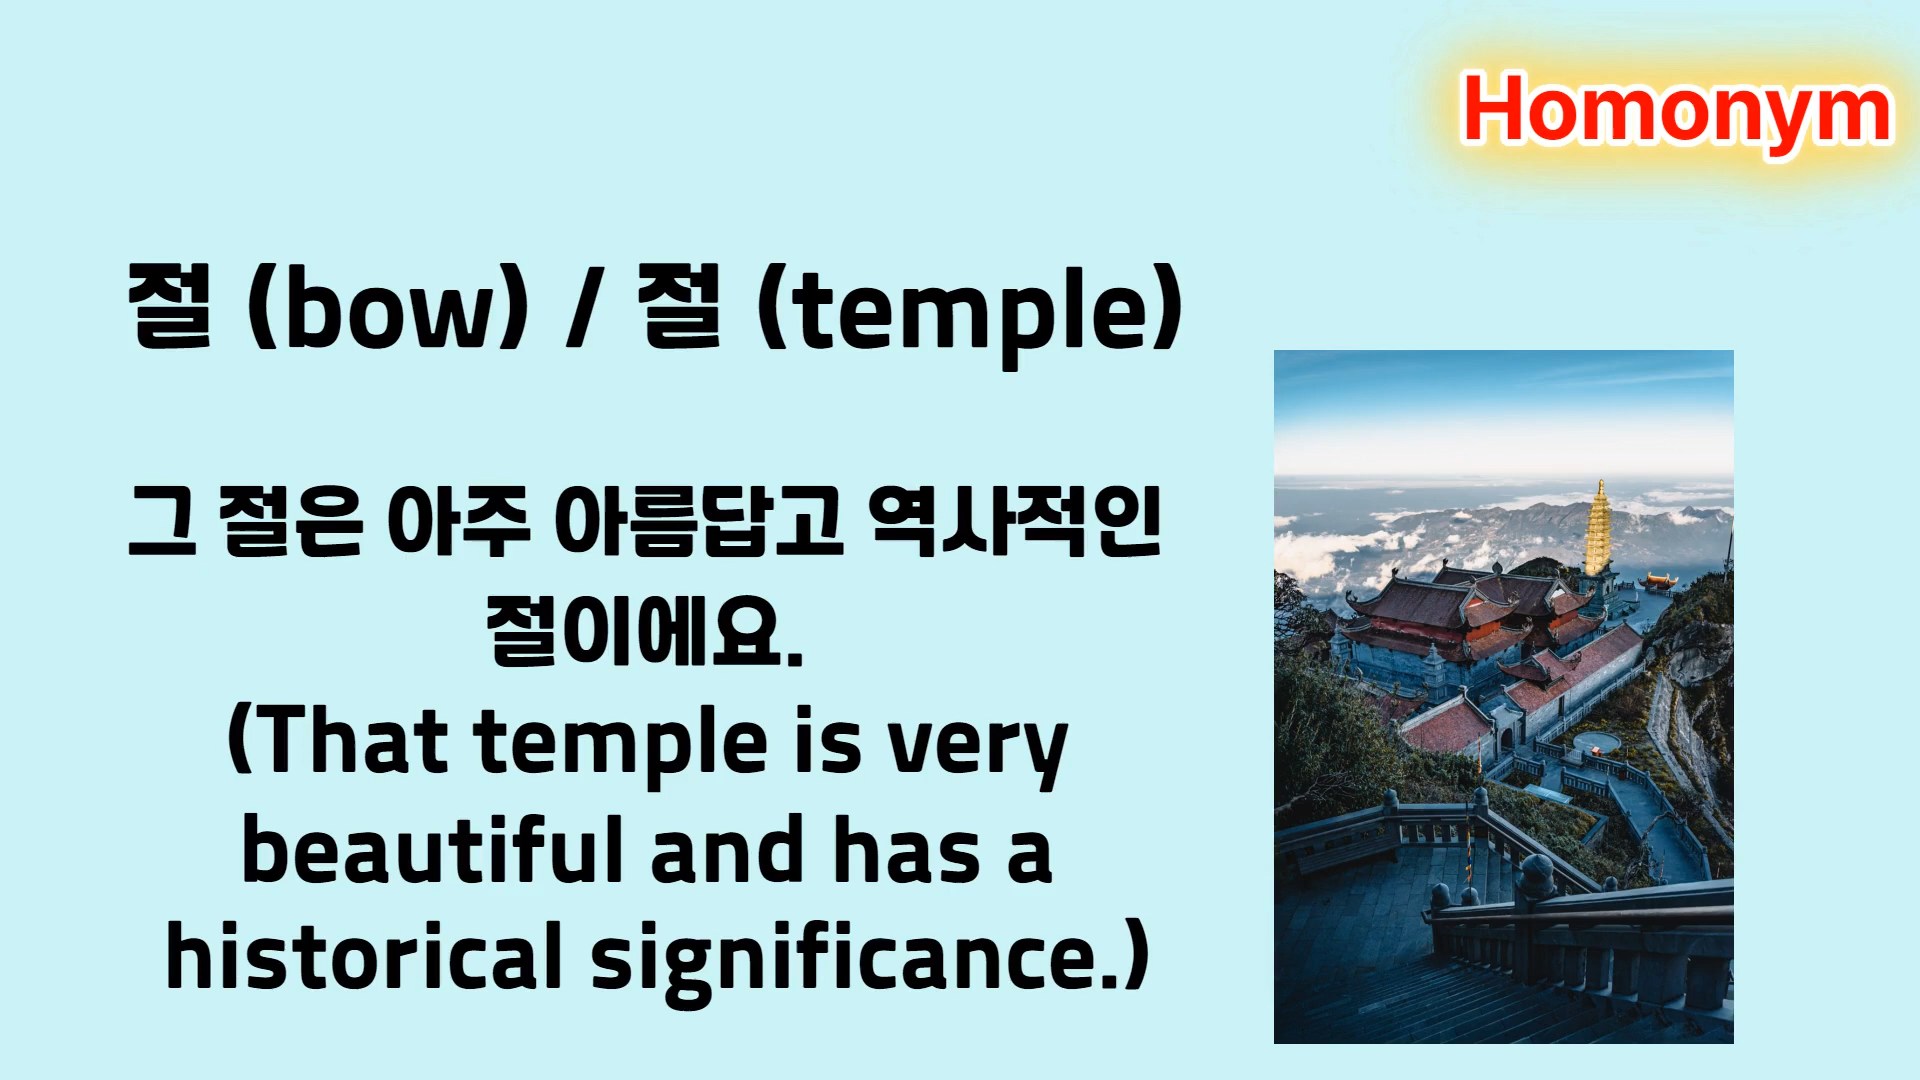 Homonym
절 (bow) / 절 (temple)
그 절은 아주 아름답고 역사적인
절이에요.
(That temple is very
beautiful and has a
historical significance.)